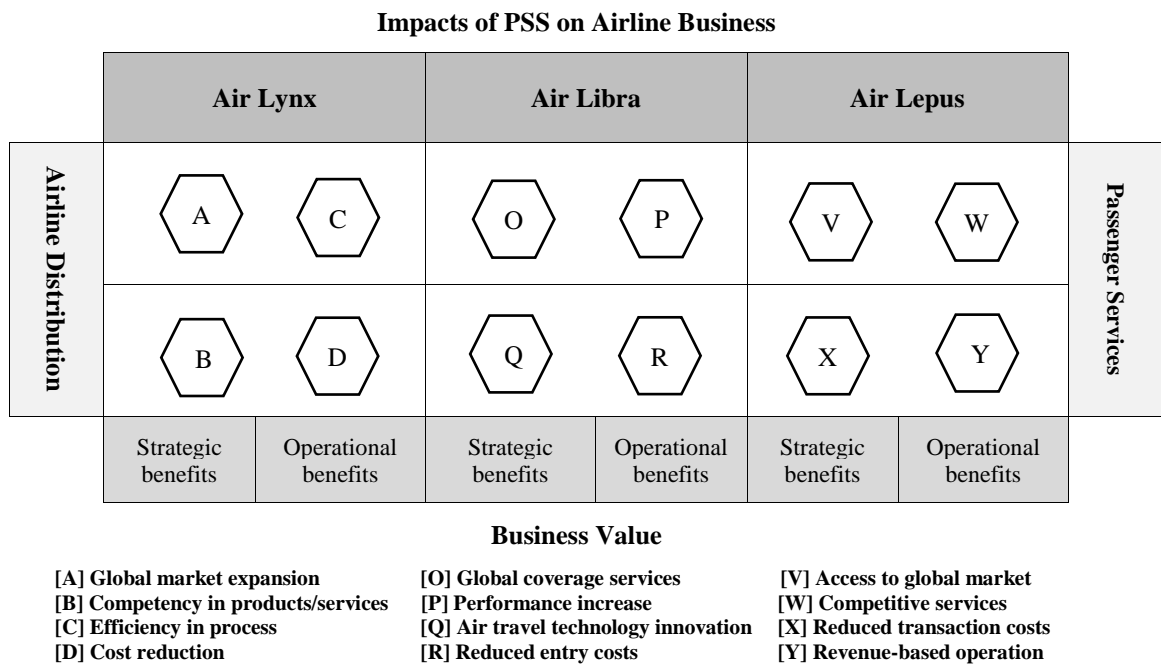 Impacts of PSS on Airline Business
Air Lynx Air Libra Air Lepus
Airline Distribution
A C O P V W
B D Q R X Y
Passenger Services
Strategic benefits Operational benefits Strategic benefits Operational benefits Strategic benefits Operational benefits
Business Value
[A] Global market expansion
[B] Competency in products/services
[C] Efficiency in process
[D] Cost reduction
[O] Global coverage services
[P] Performance increase
[Q] Air travel technology innovation
[R] Reduced entry costs
[V] Access to global market
[W] Competitive services
[X] Reduced transaction costs
[Y] Revenue-based operation